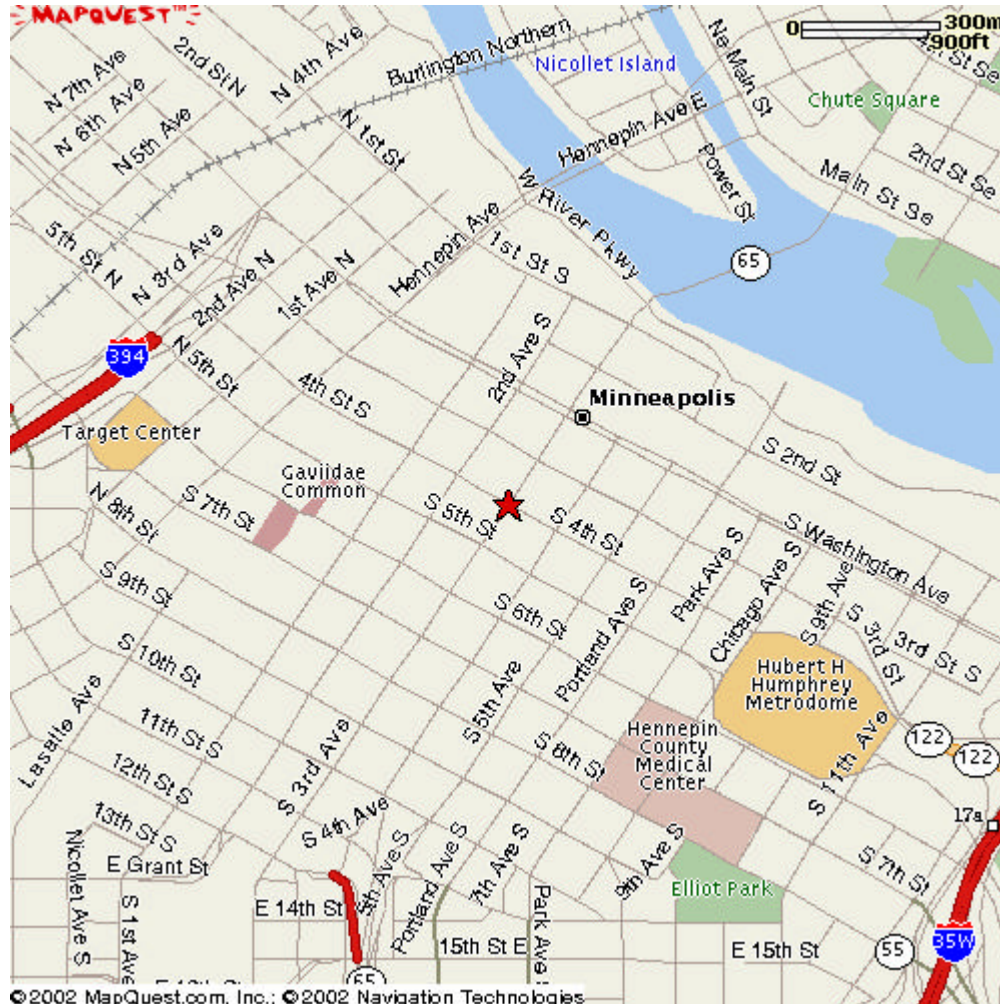 MAPQUEST™
0 300m
900ft
N 7th Ave
2nd St N
N 4th Ave
Burlington Northern
Nicollet Island
Ne Main St
4th St Se
Chute Square
N 6th Ave
N 5th Ave
N 1st St
Hennepin Ave E
Power St
2nd St Se
Main St Se
W River Pkwy
65
5th St N
N 3rd Ave
2nd Ave N
1st Ave N
Hennepin Ave
1st St S
394
N 5th St
4th St S
2nd Ave S
Minneapolis
Target Center
Gaviidae
Common
S 2nd St
N 8th St
S 7th St
S 5th St
S 4th St
S Washington Ave
S 9th St
S 6th St
Portland Ave S
Park Ave S
Chicago Ave S
S 9th Ave
S 3rd St
3rd St S
S 10th St
Lasalle Ave
11th St S
12th St S
13th St S
S 3rd Ave
S 5th Ave
S 8th St
Hennepin
County
Medical
Center
Hubert H
Humphrey
Metrodome
S 11th Ave
122
122
17a
S 4th Ave
E Grant St
Nicollet Ave S
S 1st Ave
E 14th St
5th Ave S
Portland Ave S
7th Ave S
Park Ave S
9th Ave S
Elliot Park
S 7th St
15th St E
E 15th St
55
35W
65
©2002 MapQuest.com, Inc.; ©2002 Navigation Technologies